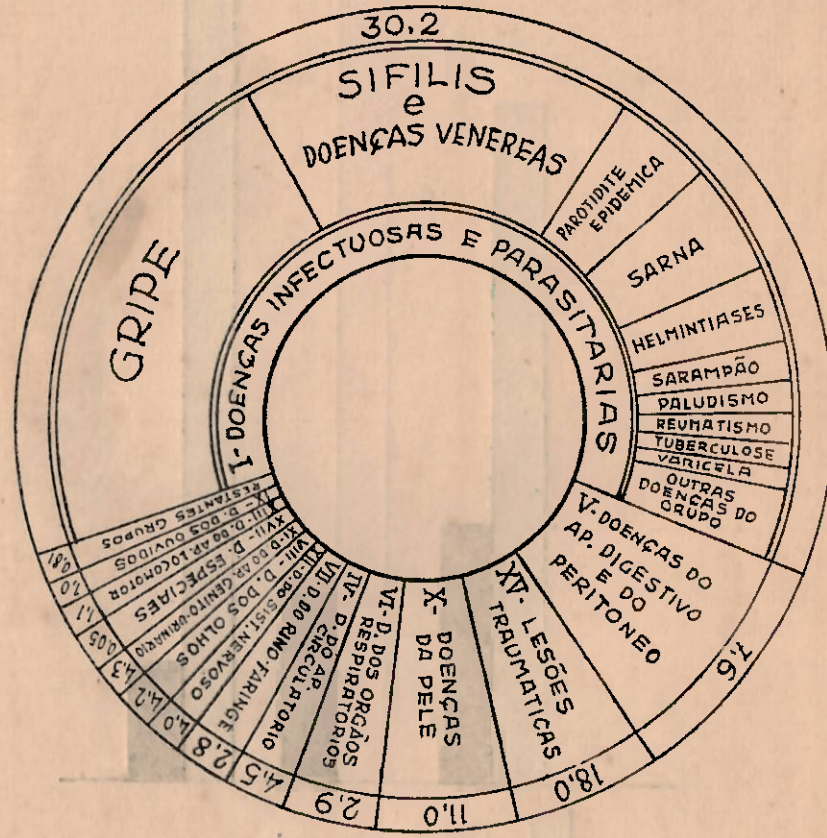 30,2
SIFILIS
e
DOENÇAS VENEREAS
PAROTIDITE
EPIDEMICA
SARNA
HELMINTIASES
SARAMPÃO
PALUDISMO
REUMATISMO
TUBERCULOSE
VARICELA
OUTRAS
DOENÇAS DO
GRUPO
GRIPE
I-DOENÇAS INFECTUOSAS E PARASITARIAS
V-DOENÇAS DO
AP. DIGESTIVO
E DO
PERITONEO
7,6
XV-LESÕES
TRAUMATICAS
18,0
X-
DOENÇAS
DA PELE
11,0
VI-D. DOS ORGÃOS
RESPIRATORIOS
2,9
IV- D. DO AP.
CIRCULATORIO
4,5
VII-D. DO RINO-FARINGE
2,8
D. DO SIST. NERVOSO
4,0
VIII- D. DOS OLHOS
4,2
XI-D. DO AP. GENITO-URINARIO
4,3
XVII- D. ESPECIAES
0,05
XIII-D. DO AP. LOCOMOTOR
1,1
IX- D. DOS OUVIDOS
1,0
RESTANTES GRUPOS
0,81